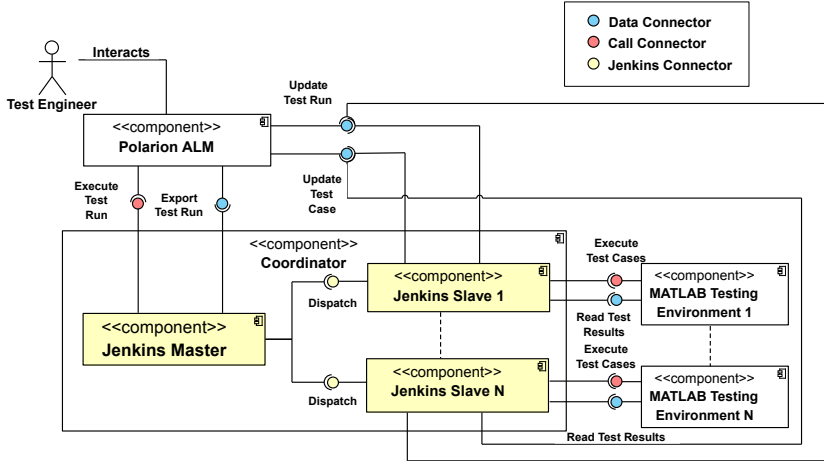 Data Connector
Call Connector
Jenkins Connector
Interacts
Test Engineer
Update
Test Run
<<component>>
Polarion ALM
Update
Test
Case
Execute
Test
Run
Export
Test Run
<<component>>
Coordinator
<<component>>
Jenkins Slave 1
Dispatch
Execute
Test Cases
<<component>>
MATLAB Testing
Environment 1
Read Test
Results
<<component>>
Jenkins Master
Execute
Test Cases
<<component>>
Jenkins Slave N
Dispatch
<<component>>
MATLAB Testing
Environment N
Read Test Results